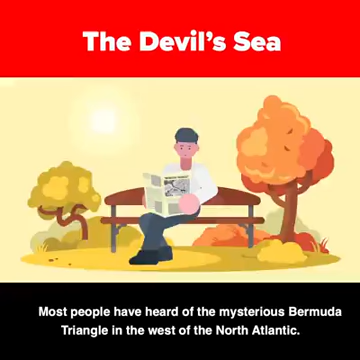 The Devil's Sea
Most people have heard of the mysterious Bermuda
Triangle in the west of the North Atlantic.